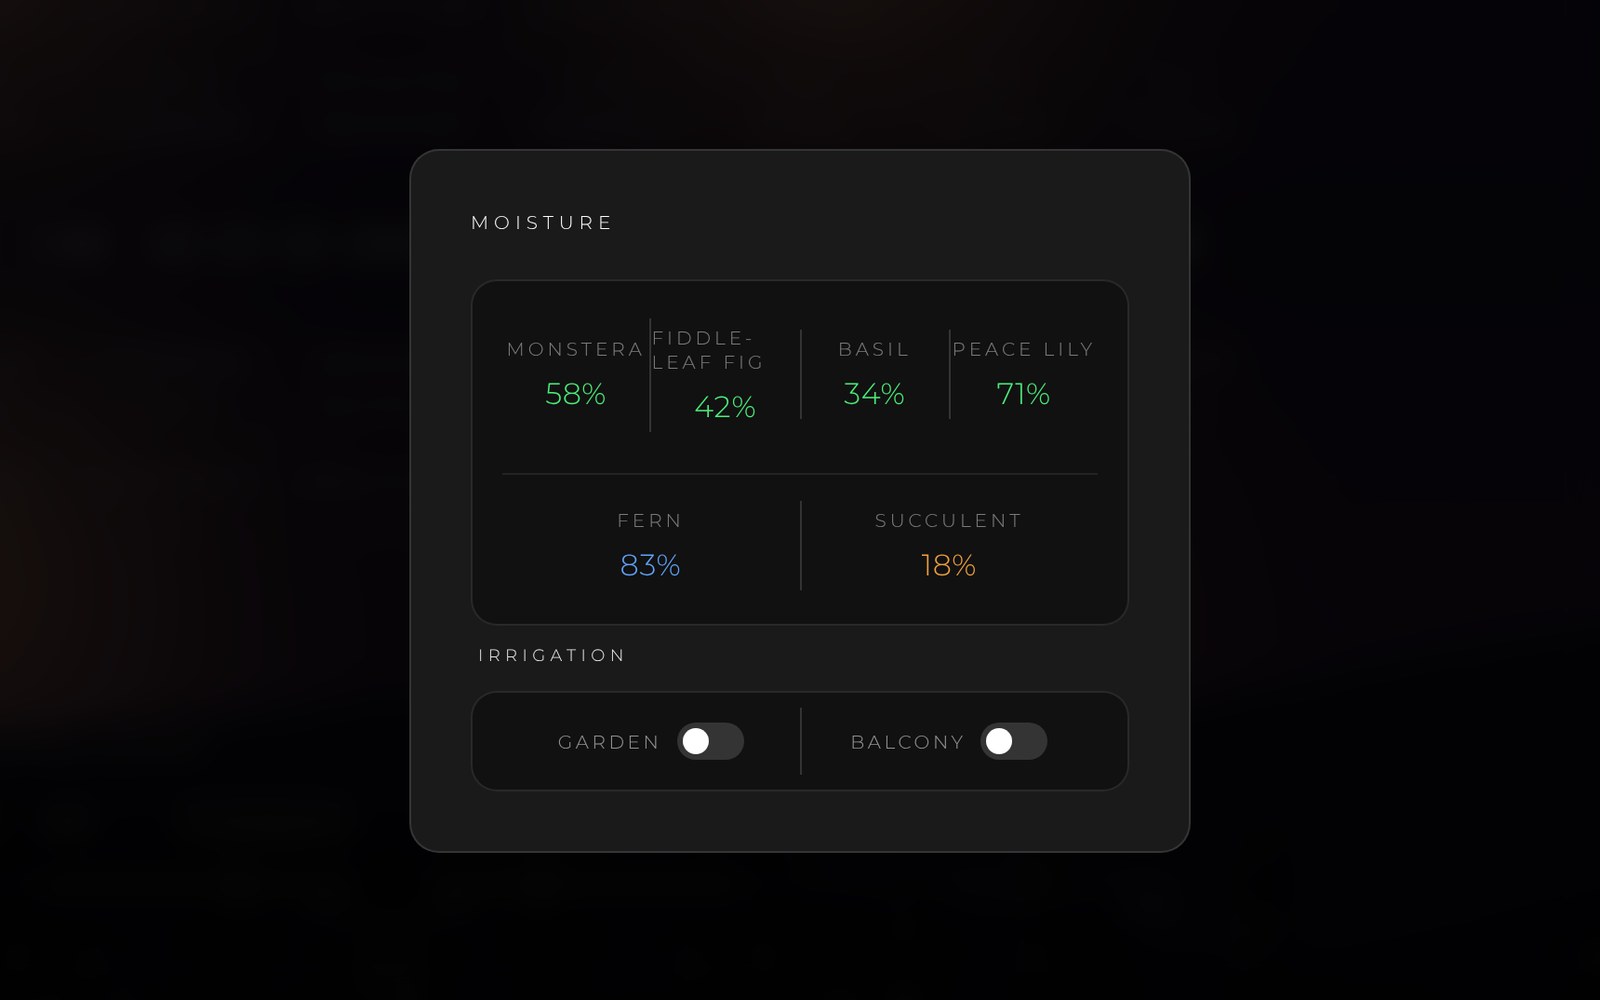 MOISTURE
MONSTERA
FIDDLE-
LEAF FIG
BASIL
PEACE LILY
58%
42%
34%
71%
FERN
SUCCULENT
83%
18%
IRRIGATION
GARDEN
BALCONY